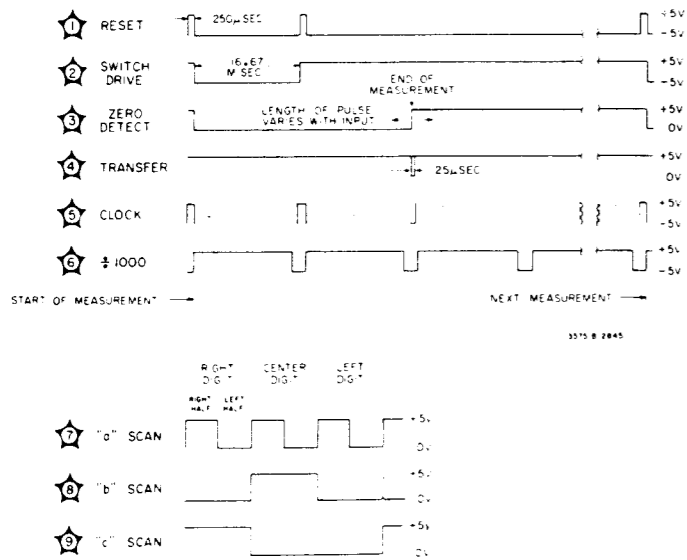 1 RESET 250μSEC +5V
-5V
2 SWITCH DRIVE 16.67 M SEC +5V
-5V
END OF MEASUREMENT
3 ZERO DETECT LENGTH OF PULSE VARIES WITH INPUT +5V
0V
4 TRANSFER 25μSEC +5V
0V
5 CLOCK +5V
-5V
6 ÷1000 +5V
-5V
START OF MEASUREMENT NEXT MEASUREMENT
3575 B 2845
RIGHT DIGIT CENTER DIGIT LEFT DIGIT
RIGHT HALF LEFT HALF
7 "a" SCAN +5V
0V
8 "b" SCAN +5V
0V
9 "c" SCAN +5V
0V